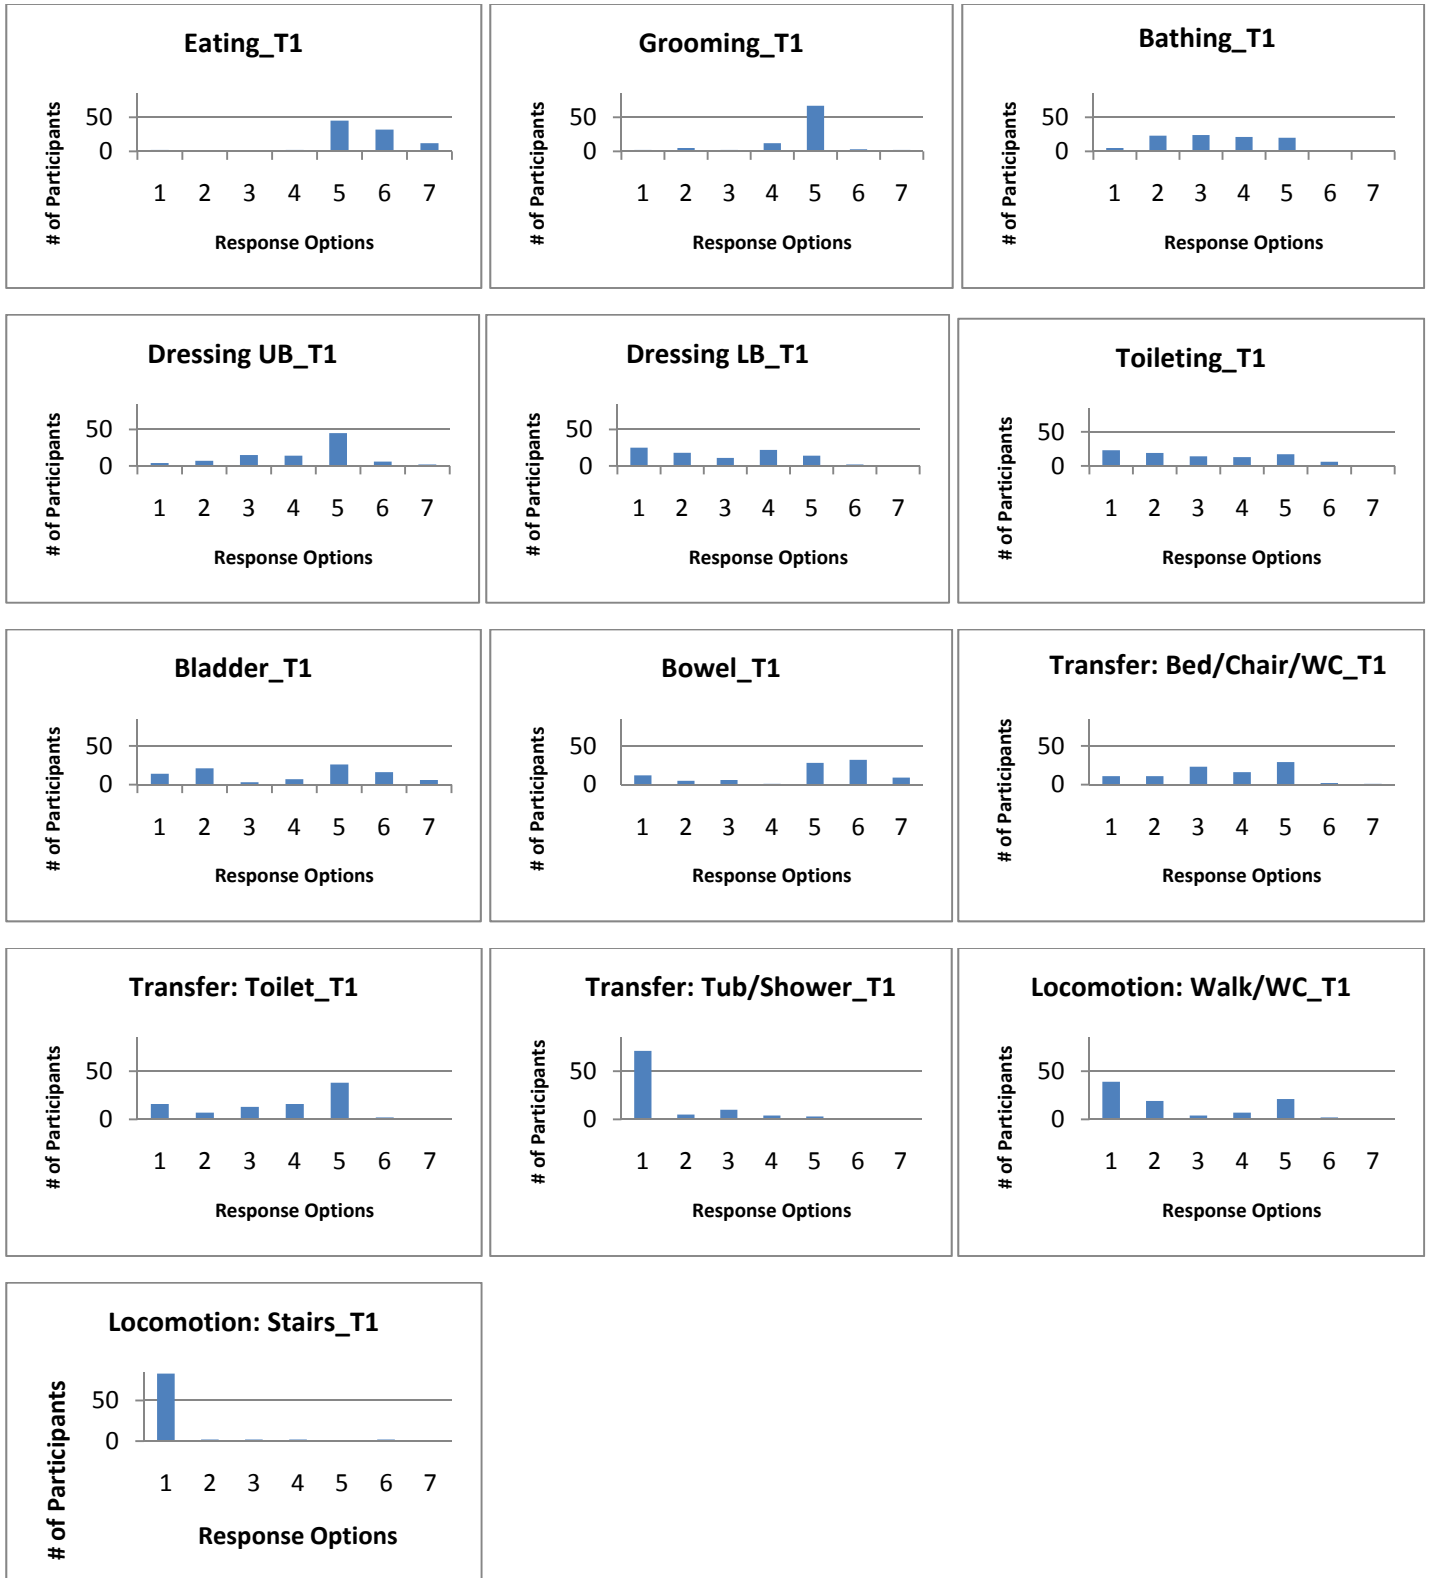 Eating_T1
# of Participants
50
0
1 2 3 4 5 6 7
Response Options
Grooming_T1
# of Participants
50
0
1 2 3 4 5 6 7
Response Options
Bathing_T1
# of Participants
50
0
1 2 3 4 5 6 7
Response Options
Dressing UB_T1
# of Participants
50
0
1 2 3 4 5 6 7
Response Options
Dressing LB_T1
# of Participants
50
0
1 2 3 4 5 6 7
Response Options
Toileting_T1
# of Participants
50
0
1 2 3 4 5 6 7
Response Options
Bladder_T1
# of Participants
50
0
1 2 3 4 5 6 7
Response Options
Bowel_T1
# of Participants
50
0
1 2 3 4 5 6 7
Response Options
Transfer: Bed/Chair/WC_T1
# of Participants
50
0
1 2 3 4 5 6 7
Response Options
Transfer: Toilet_T1
# of Participants
50
0
1 2 3 4 5 6 7
Response Options
Transfer: Tub/Shower_T1
# of Participants
50
0
1 2 3 4 5 6 7
Response Options
Locomotion: Walk/WC_T1
# of Participants
50
0
1 2 3 4 5 6 7
Response Options
Locomotion: Stairs_T1
# of Participants
50
0
1 2 3 4 5 6 7
Response Options